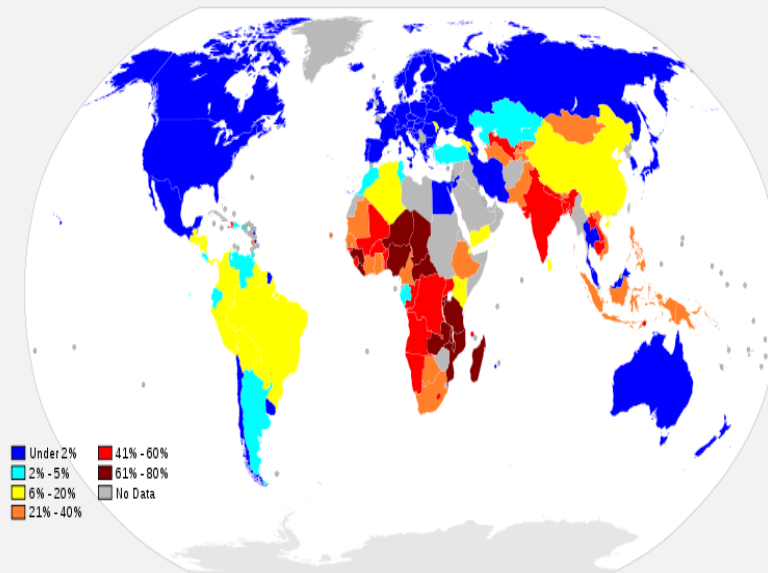 Under 2%
2% - 5%
6% - 20%
21% - 40%
41% - 60%
61% - 80%
No Data